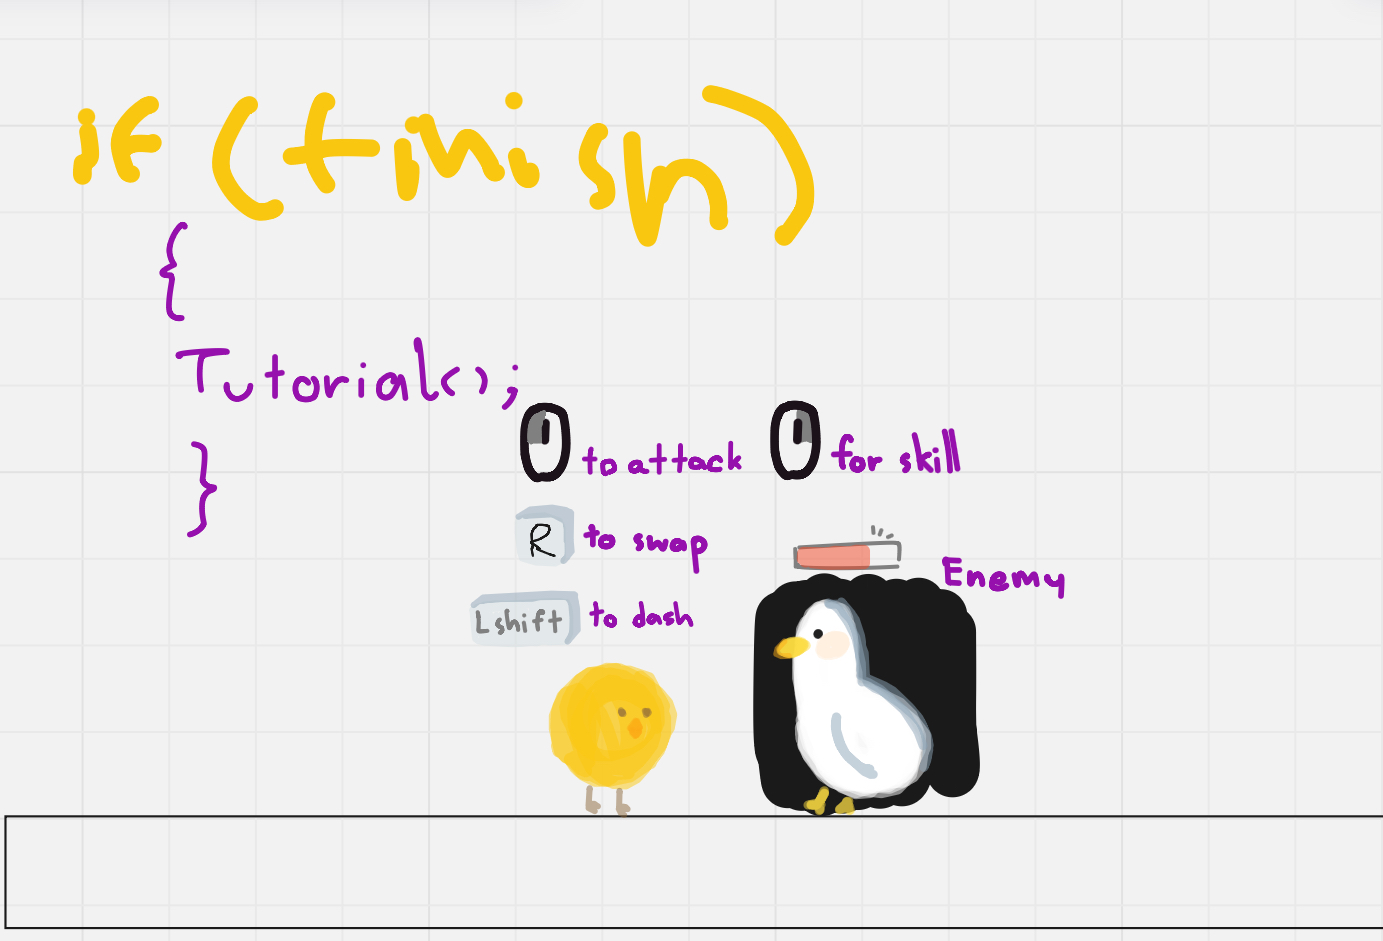 if (finish)
{
Tutorial();
}
to attack
for skill
R to swap
Lshift to dash
Enemy